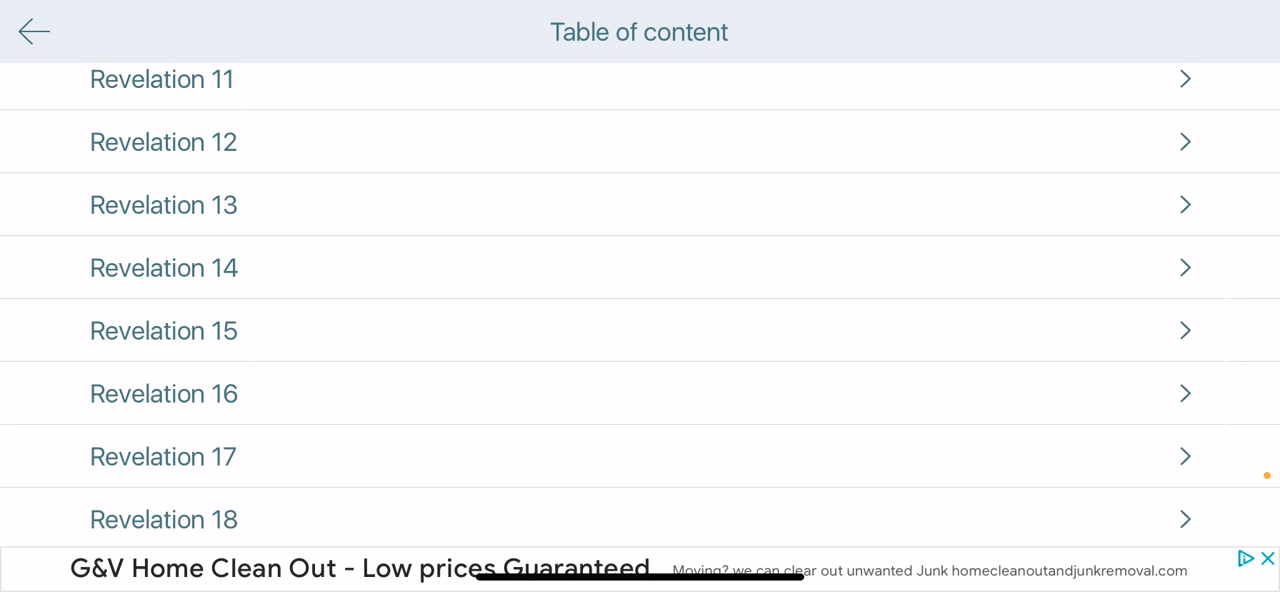 Table of content
Revelation 11
Revelation 12
Revelation 13
Revelation 14
Revelation 15
Revelation 16
Revelation 17
Revelation 18
G&V Home Clean Out - Low prices Guaranteed Moving? we can clear out unwanted Junk homecleanoutandjunkremoval.com